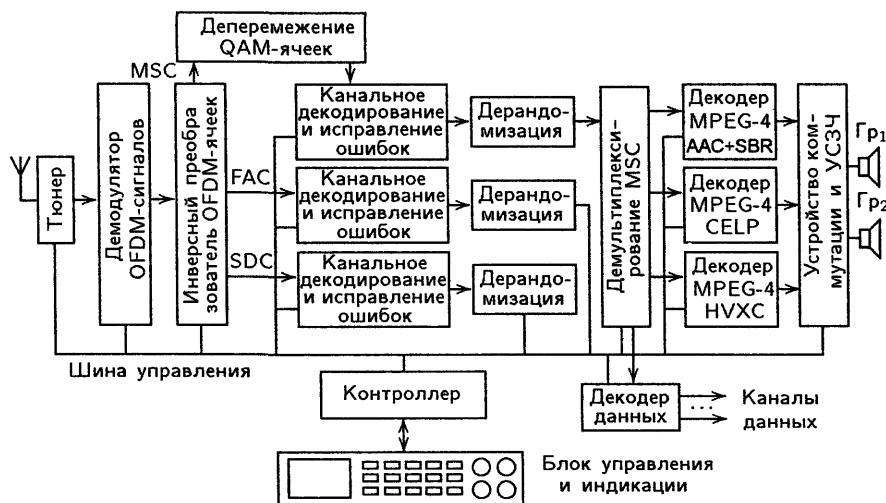 Деперемежение
QAM-ячеек
MSC
Тюнер
Демодулятор
OFDM-сигналов
Инверсный преобра
зователь OFDM-ячеек
FAC
SDC
Канальное
декодирование
и исправление
ошибок
Дерандо-
мизация
Канальное
декодирование
и исправление
ошибок
Дерандо-
мизация
Канальное
декодирование
и исправление
ошибок
Дерандо-
мизация
Демультиплекси-
рование MSC
Декодер
MPEG-4
AAC+SBR
Декодер
MPEG-4
CELP
Декодер
MPEG-4
HVXC
Устройство ком-
мутации и УСЗЧ
Гр1
Гр2
Шина управления
Контроллер
Декодер
данных
...
Каналы
данных
Блок управления
и индикации